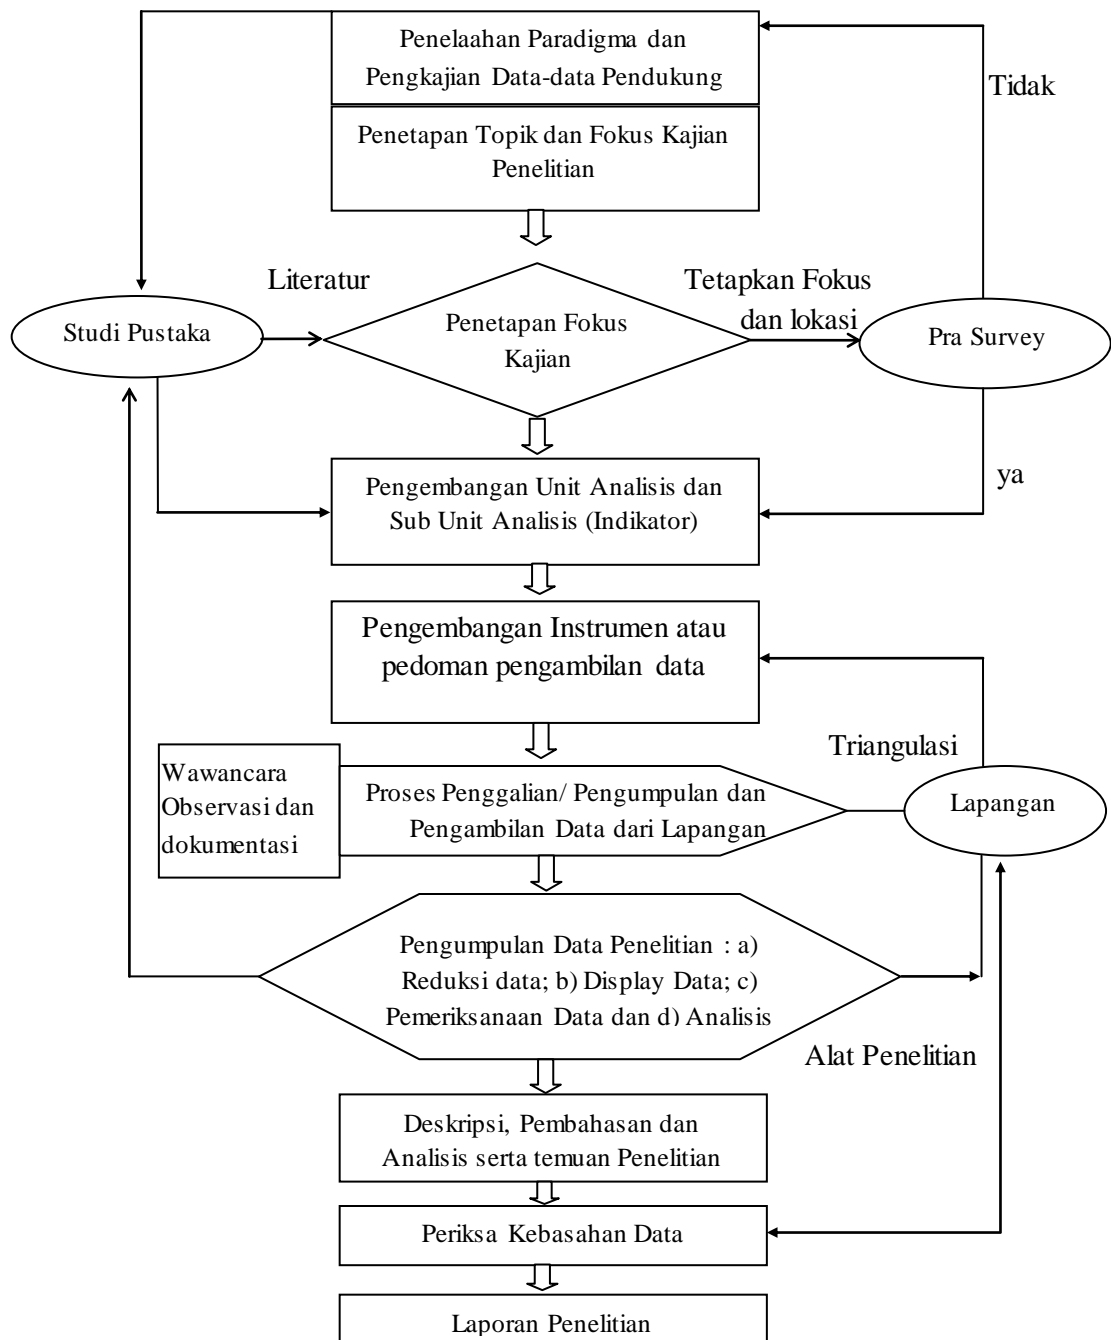 Penelaahan Paradigma dan
Pengkajian Data-data Pendukung
Tidak
Penetapan Topik dan Fokus Kajian
Penelitian
Literatur
Tetapkan Fokus
dan lokasi
Studi Pustaka
Penetapan Fokus
Kajian
Pra Survey
ya
Pengembangan Unit Analisis dan
Sub Unit Analisis (Indikator)
Pengembangan Instrumen atau
pedoman pengambilan data
Triangulasi
Wawancara
Observasi dan
dokumentasi
Proses Penggalian/ Pengumpulan dan
Pengambilan Data dari Lapangan
Lapangan
Pengumpulan Data Penelitian : a)
Reduksi data; b) Display Data; c)
Pemeriksanaan Data dan d) Analisis
Alat Penelitian
Deskripsi, Pembahasan dan
Analisis serta temuan Penelitian
Periksa Kebasahan Data
Laporan Penelitian